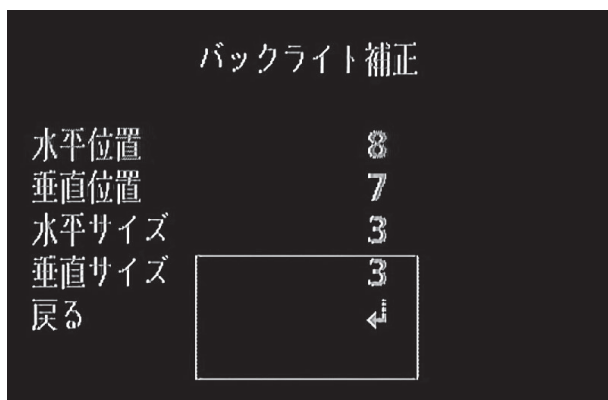 バックライト補正
水平位置 8
垂直位置 7
水平サイズ 3
垂直サイズ 3
戻る